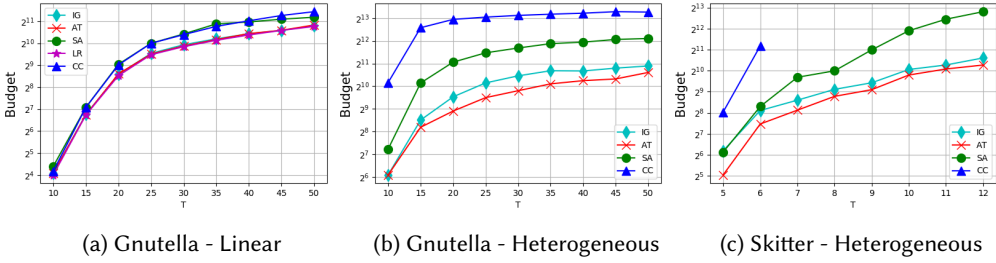 Budget
2^11
2^10
2^9
2^8
2^7
2^6
2^5
2^4
10 15 20 25 30 35 40 45 50
T
IG
AT
SA
LR
CC
(a) Gnutella - Linear
Budget
2^13
2^12
2^11
2^10
2^9
2^8
2^7
2^6
10 15 20 25 30 35 40 45 50
T
IG
AT
SA
CC
(b) Gnutella - Heterogeneous
Budget
2^13
2^12
2^11
2^10
2^9
2^8
2^7
2^6
2^5
5 6 7 8 9 10 11 12
T
IG
AT
SA
CC
(c) Skitter - Heterogeneous